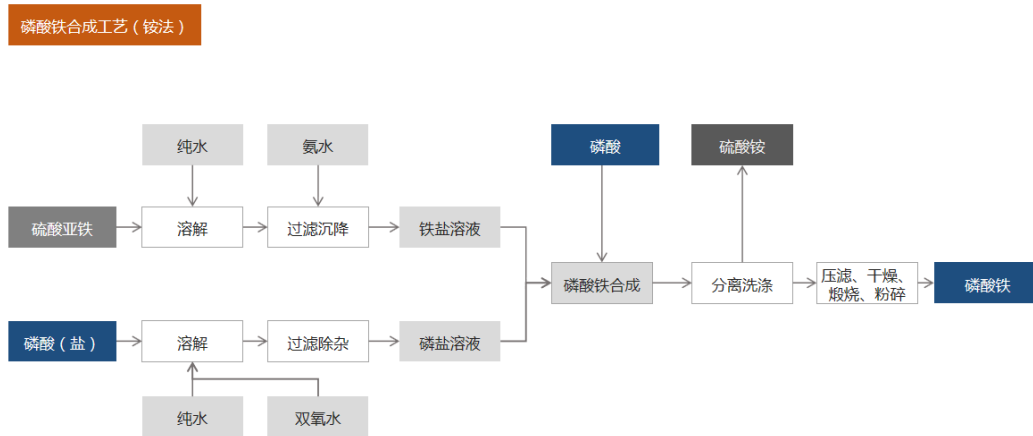 磷酸铁合成工艺（铵法）
纯水
氨水
磷酸
硫酸铵
硫酸亚铁
溶解
过滤沉降
铁盐溶液
磷酸铁合成
分离洗涤
压滤、干燥、
煅烧、粉碎
磷酸铁
磷酸（盐）
溶解
过滤除杂
磷盐溶液
纯水
双氧水